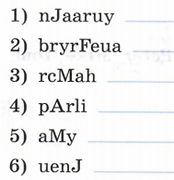 1) nJaaruy
2) bryrFeua
3) rcMah
4) pArli
5) aMy
6) uenJ